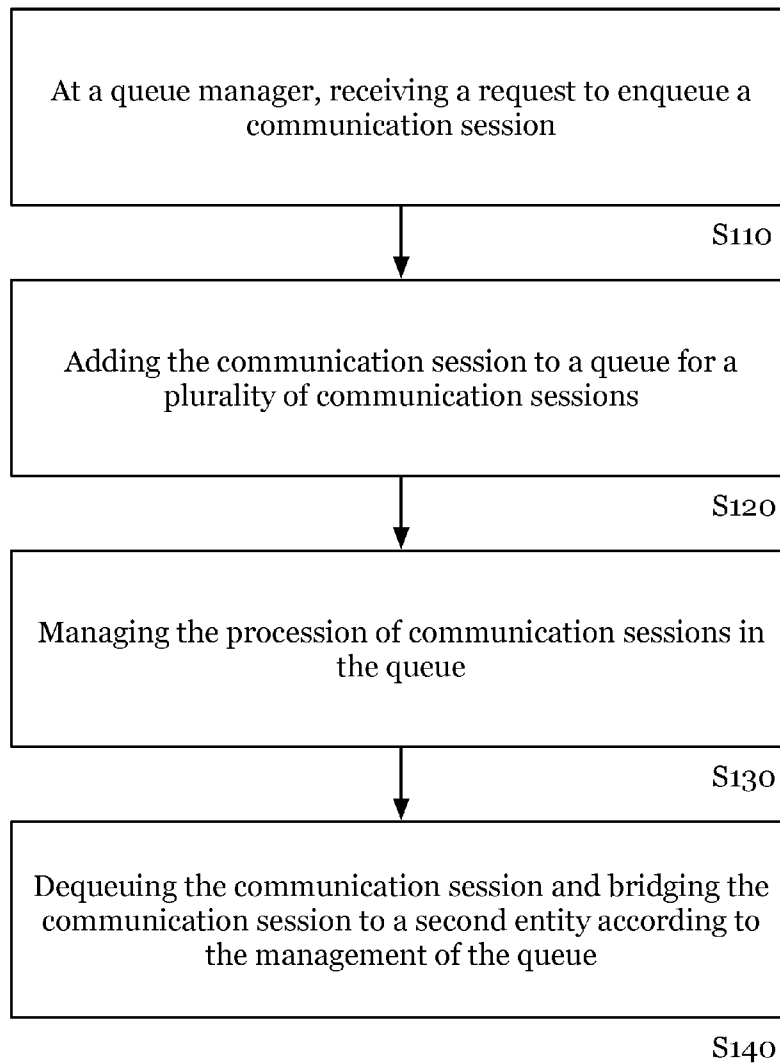 At a queue manager, receiving a request to enqueue a
communication session
S110
Adding the communication session to a queue for a
plurality of communication sessions
S120
Managing the procession of communication sessions in
the queue
S130
Dequeuing the communication session and bridging the
communication session to a second entity according to
the management of the queue
S140